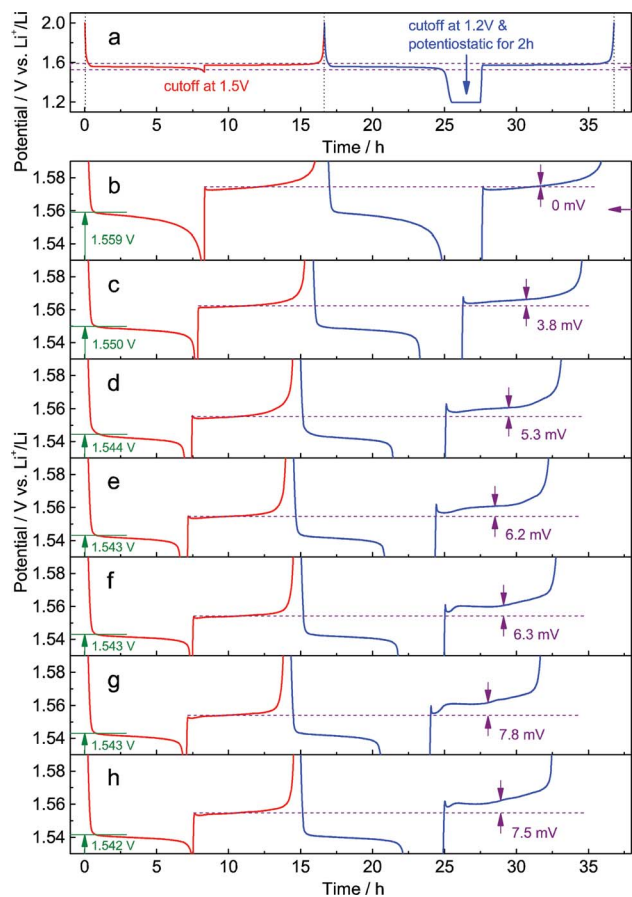 2.0
1.6
1.2
a
cutoff at 1.5V
cutoff at 1.2V &
potentiostatic for 2h
0 5 10 15 20 25 30 35
Time / h
Potential / V vs. Li⁺/Li
1.58
1.56
1.54
b
1.559 V
0 mV
1.58
1.56
1.54
c
1.550 V
3.8 mV
1.58
1.56
1.54
d
1.544 V
5.3 mV
Potential / V vs. Li⁺/Li
1.58
1.56
1.54
e
1.543 V
6.2 mV
1.58
1.56
1.54
f
1.543 V
6.3 mV
1.58
1.56
1.54
g
1.543 V
7.8 mV
1.58
1.56
1.54
h
1.542 V
7.5 mV
0 5 10 15 20 25 30 35
Time / h